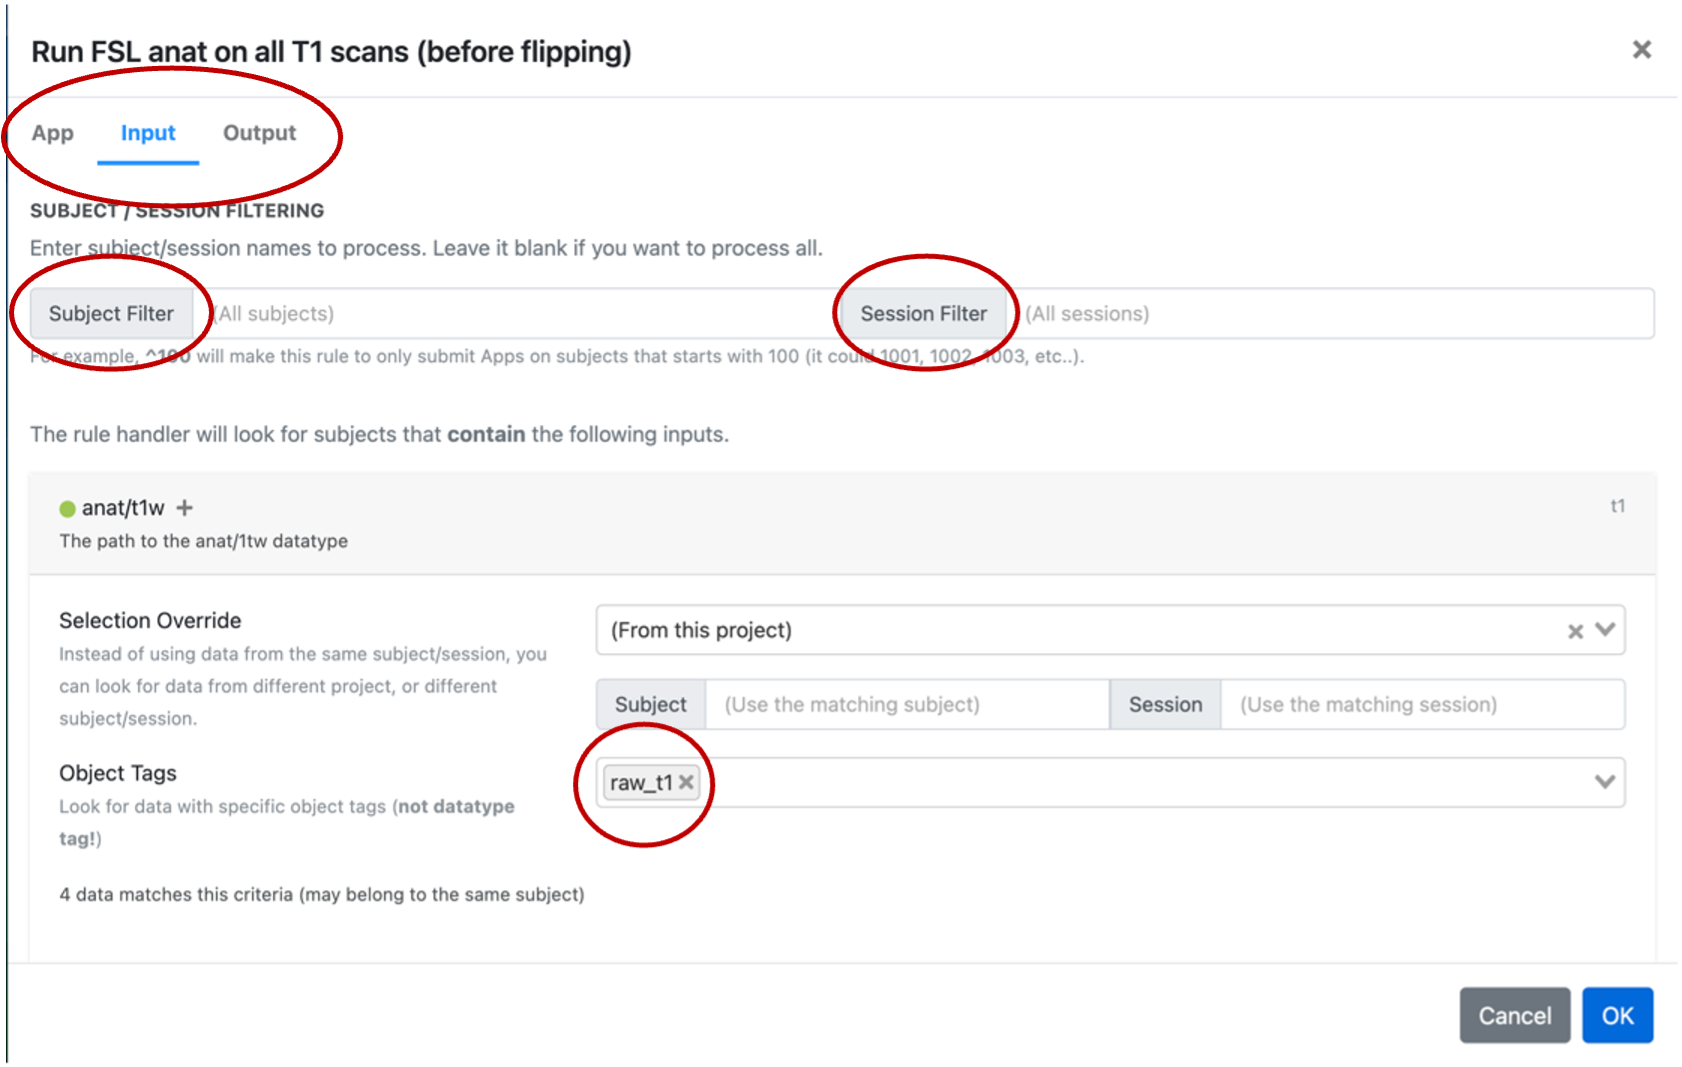 Run FSL anat on all T1 scans (before flipping)
App Input Output
SUBJECT / SESSION FILTERING
Enter subject/session names to process. Leave it blank if you want to process all.
Subject Filter (All subjects) Session Filter (All sessions)
For example, ^100 will make this rule to only submit Apps on subjects that starts with 100 (it could 1001, 1002, 1003, etc..).
The rule handler will look for subjects that contain the following inputs.
anat/t1w + t1
The path to the anat/1tw datatype
Selection Override (From this project)
Instead of using data from the same subject/session, you
can look for data from different project, or different
subject/session.
Subject (Use the matching subject) Session (Use the matching session)
Object Tags raw_t1
Look for data with specific object tags (not datatype
tag!)
4 data matches this criteria (may belong to the same subject)
Cancel OK